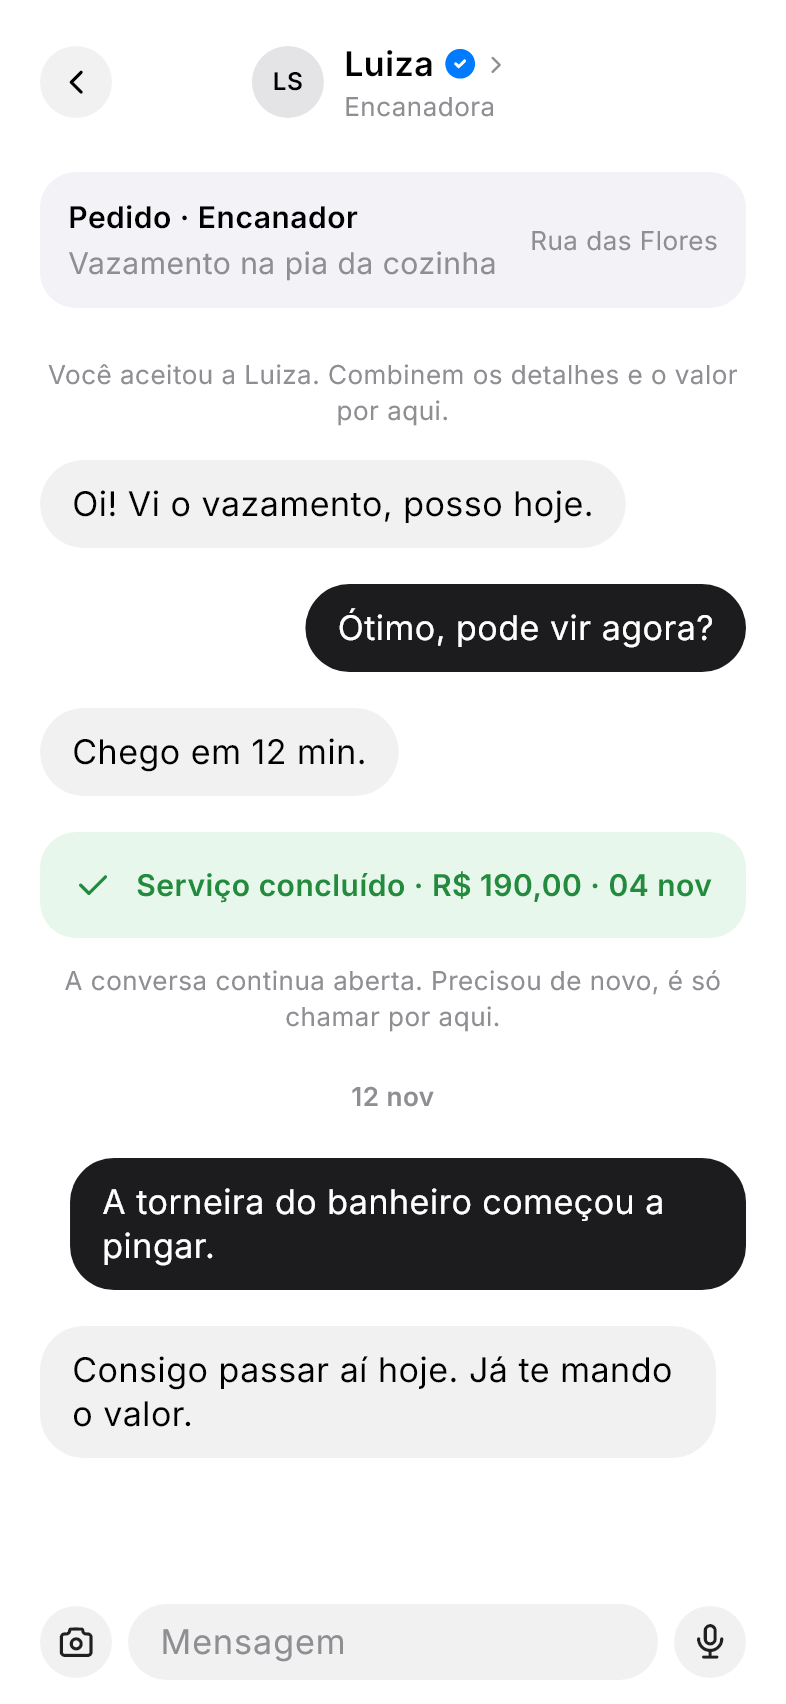 LS
Luiza
Encanadora
Pedido · Encanador
Vazamento na pia da cozinha
Rua das Flores
Você aceitou a Luiza. Combinem os detalhes e o valor
por aqui.
Oi! Vi o vazamento, posso hoje.
Ótimo, pode vir agora?
Chego em 12 min.
Serviço concluído · R$ 190,00 · 04 nov
A conversa continua aberta. Precisou de novo, é só
chamar por aqui.
12 nov
A torneira do banheiro começou a
pingar.
Consigo passar aí hoje. Já te mando
o valor.
Mensagem